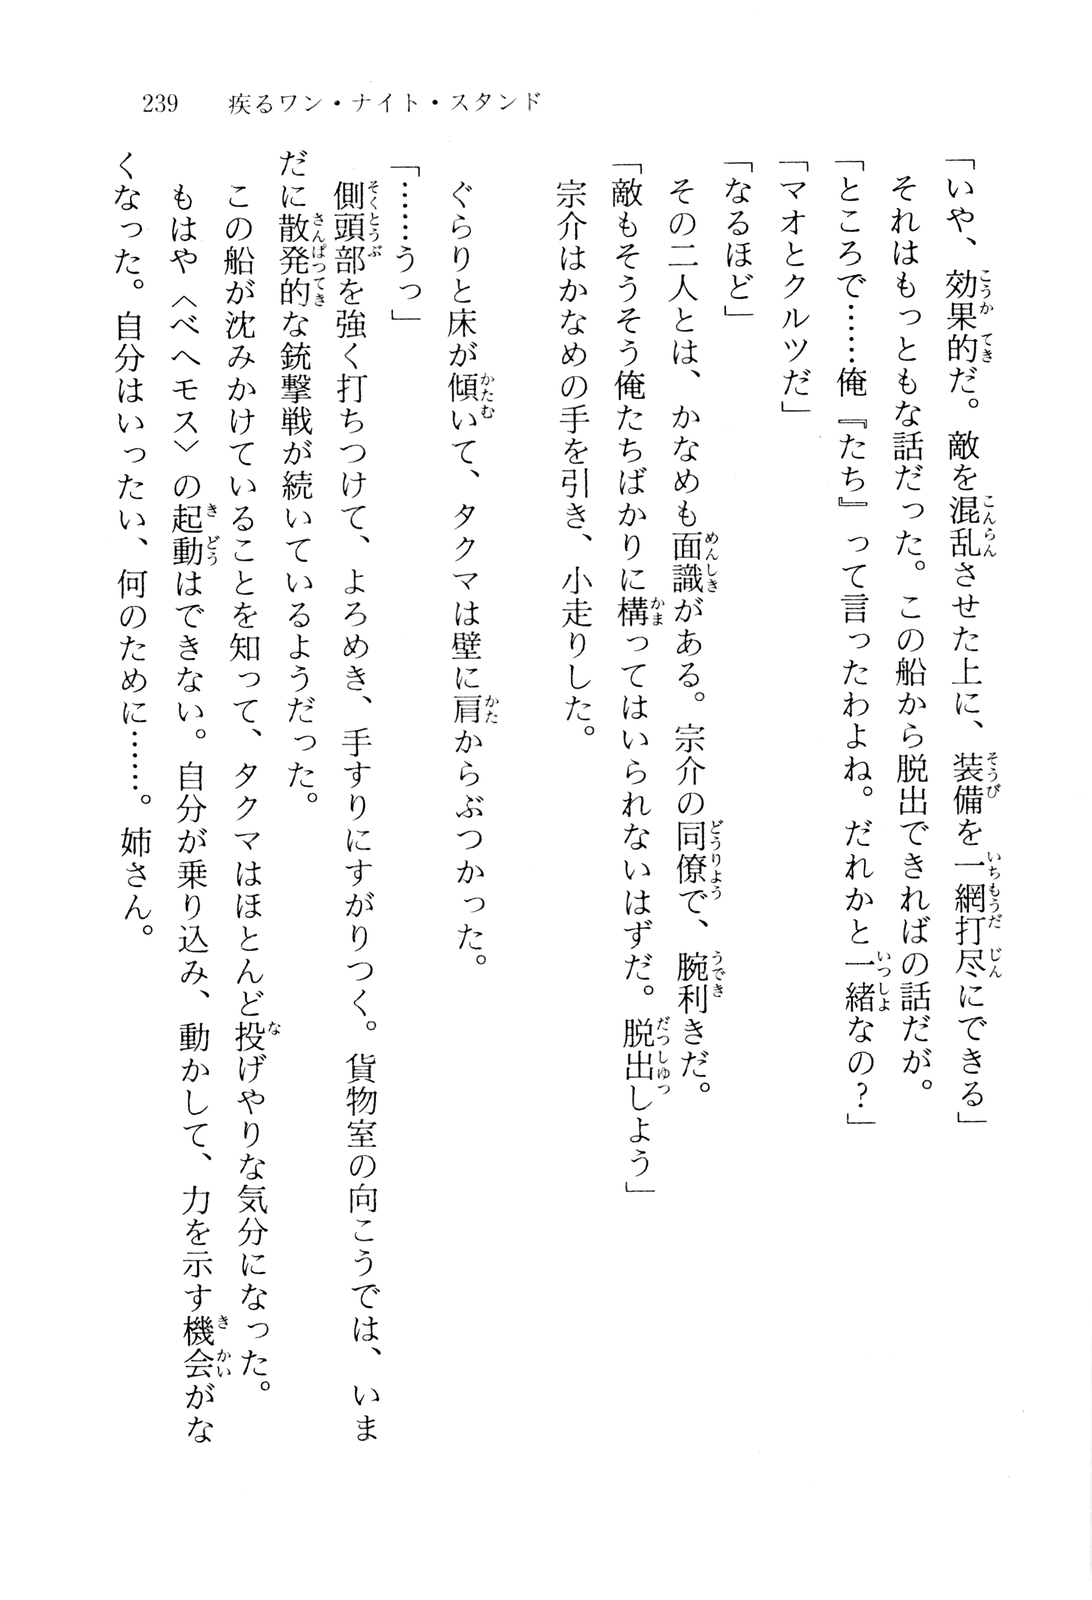 239　疾るワン・ナイト・スタンド
「いや、効果的だ。敵を混乱させた上に、装備を一網打尽にできる」
それはもっともな話だった。この船から脱出できればの話だが。
「ところで……俺『たち』って言ったわよね。だれかと一緒なの？」
「マオとクルツだ」
「なるほど」
その二人とは、かなめも面識がある。宗介の同僚で、腕利きだ。
「敵もそうそう俺たちばかりに構ってはいられないはずだ。脱出しよう」
宗介はかなめの手を引き、小走りした。
ぐらりと床が傾いて、タクマは壁に肩からぶつかった。
「……うっ」
側頭部を強く打ちつけて、よろめき、手すりにすがりつく。貨物室の向こうでは、いま
だに散発的な銃撃戦が続いているようだった。
この船が沈みかけていることを知って、タクマはほとんど投げやりな気分になった。
もはや〈ベヘモス〉の起動はできない。自分が乗り込み、動かして、力を示す機会がな
くなった。自分はいったい、何のために……。姉さん。